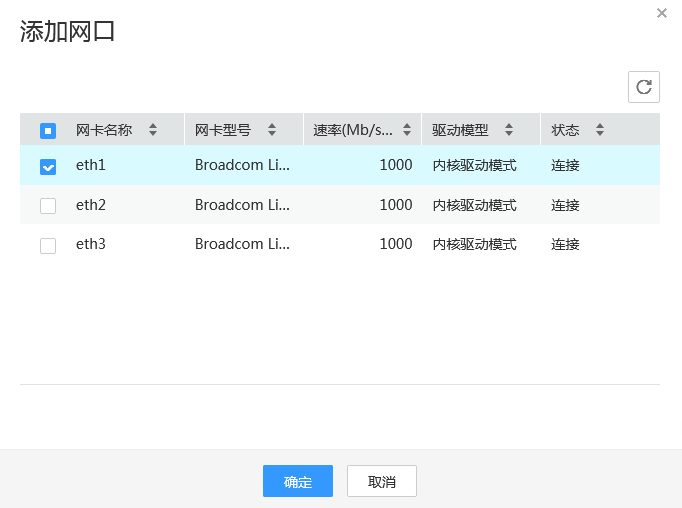 添加网口
网卡名称 网卡型号 速率(Mb/s... 驱动模型 状态
eth1 Broadcom Li... 1000 内核驱动模式 连接
eth2 Broadcom Li... 1000 内核驱动模式 连接
eth3 Broadcom Li... 1000 内核驱动模式 连接
确定 取消